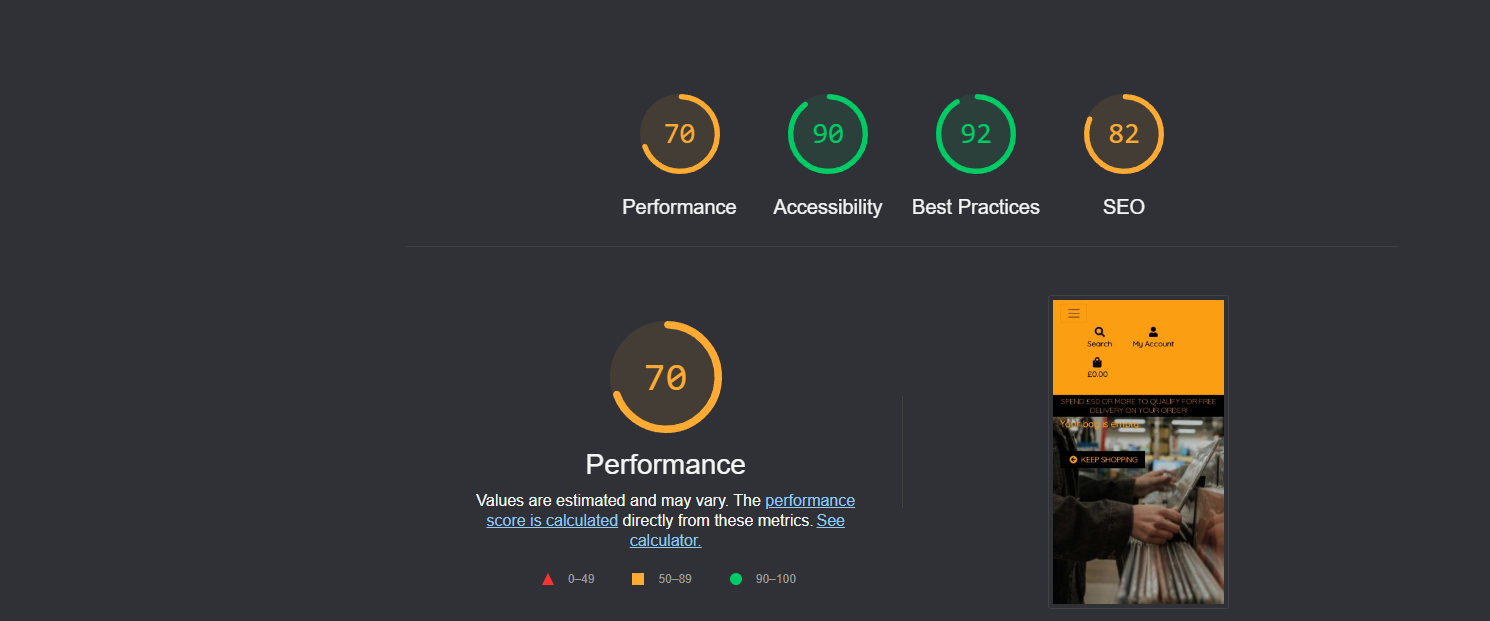 70
90
92
82
Performance
Accessibility
Best Practices
SEO
70
Performance
Values are estimated and may vary. The performance
score is calculated directly from these metrics. See
calculator.
0–49
50–89
90–100
Search
My Account
£0.00
SPEND £50 OR MORE TO QUALIFY FOR FREE
DELIVERY ON YOUR ORDER!
Your bag is empty.
KEEP SHOPPING